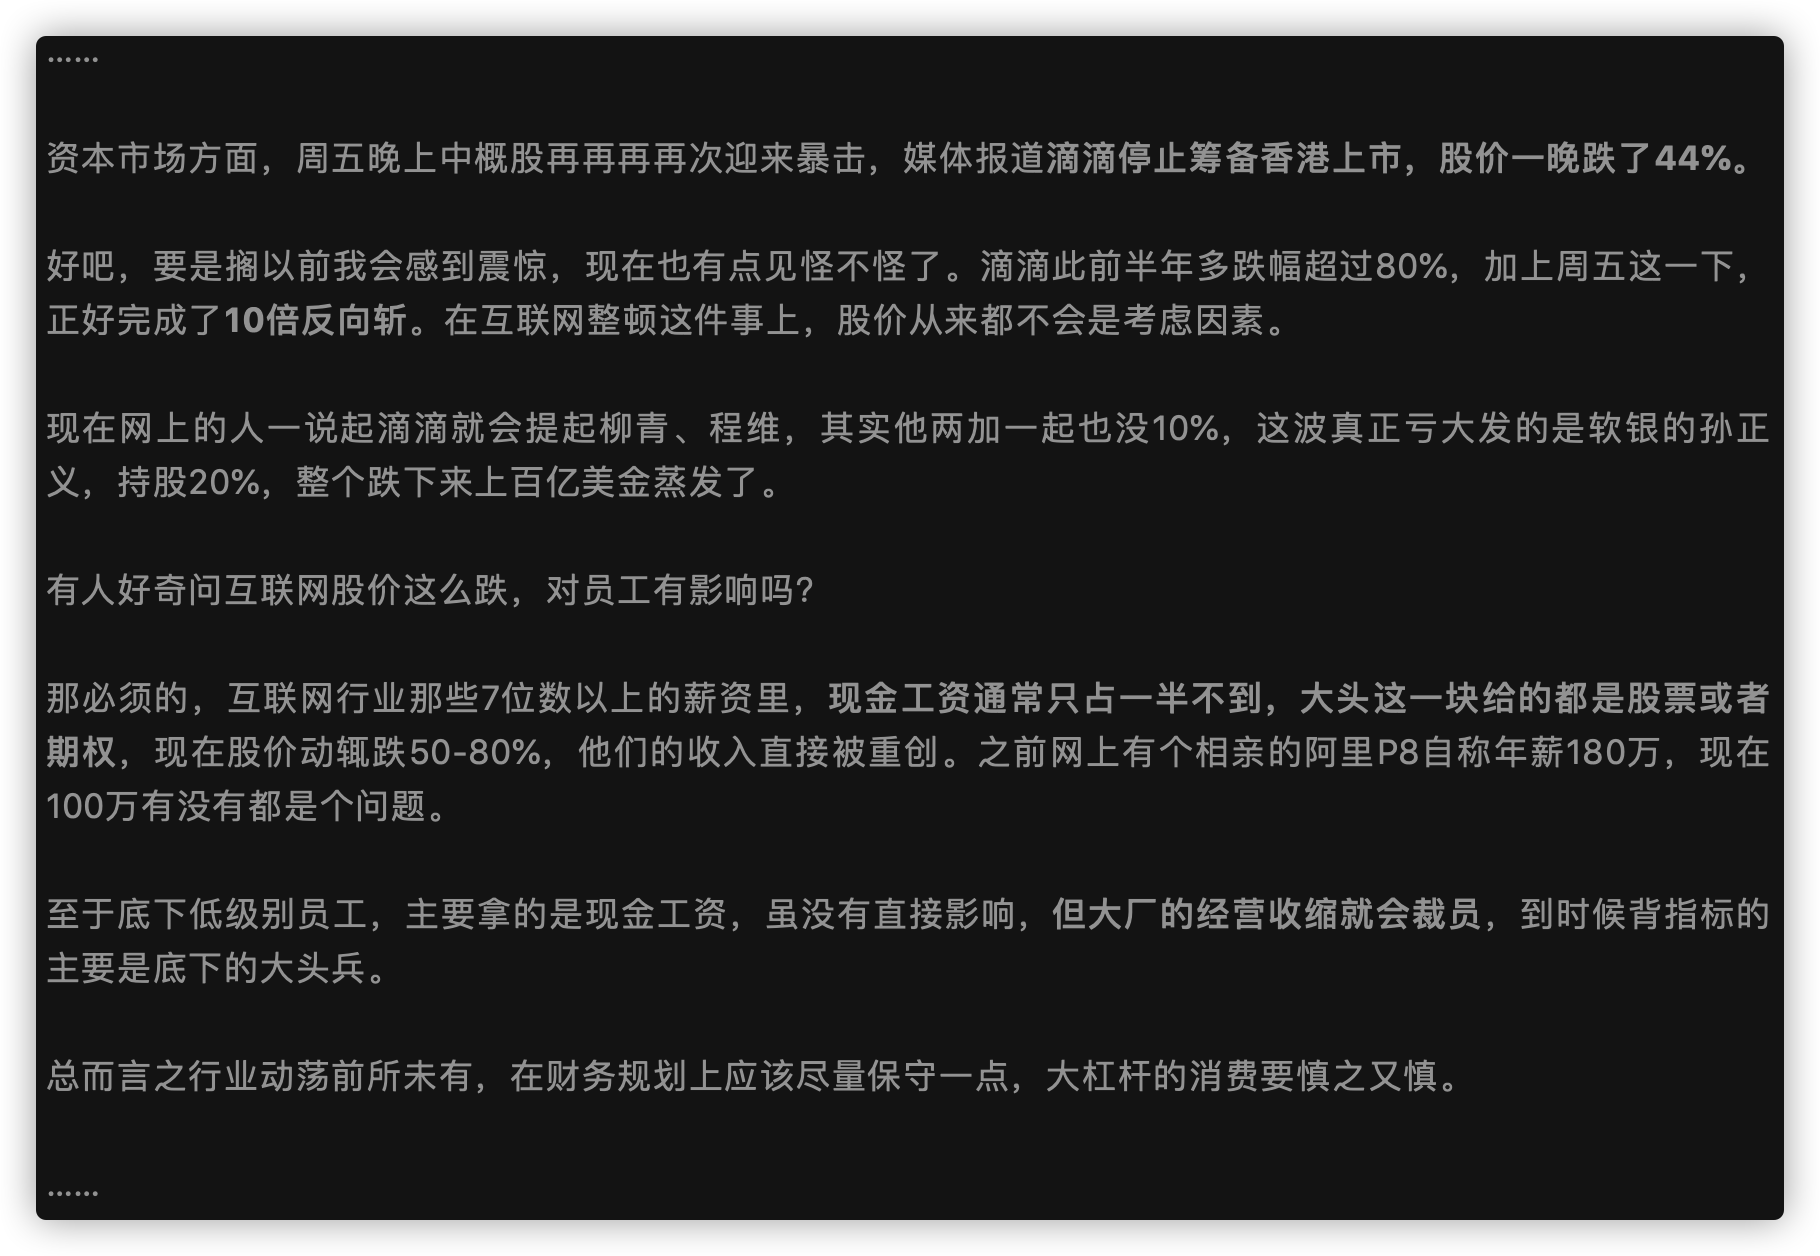 ……
资本市场方面，周五晚上中概股再再再再次迎来暴击，媒体报道滴滴停止筹备香港上市，股价一晚跌了44%。
好吧，要是搁以前我会感到震惊，现在也有点见怪不怪了。滴滴此前半年多跌幅超过80%，加上周五这一下，
正好完成了10倍反向斩。在互联网整顿这件事上，股价从来都不会是考虑因素。
现在网上的人一说起滴滴就会提起柳青、程维，其实他两加一起也没10%，这波真正亏大发的是软银的孙正
义，持股20%，整个跌下来上百亿美金蒸发了。
有人好奇问互联网股价这么跌，对员工有影响吗？
那必须的，互联网行业那些7位数以上的薪资里，现金工资通常只占一半不到，大头这一块给的都是股票或者
期权，现在股价动辄跌50-80%，他们的收入直接被重创。之前网上有个相亲的阿里P8自称年薪180万，现在
100万有没有都是个问题。
至于底下低级别员工，主要拿的是现金工资，虽没有直接影响，但大厂的经营收缩就会裁员，到时候背指标的
主要是底下的大头兵。
总而言之行业动荡前所未有，在财务规划上应该尽量保守一点，大杠杆的消费要慎之又慎。
……